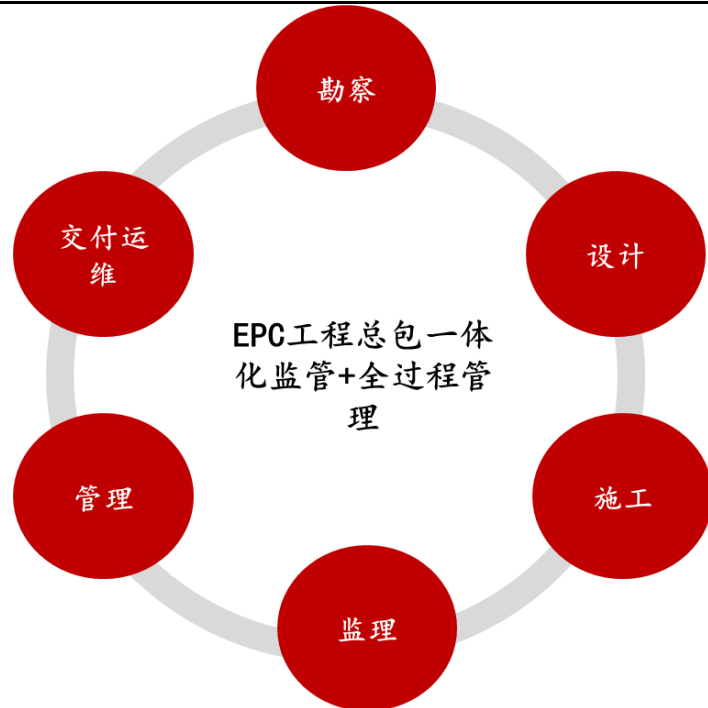 勘察
交付运
维
设计
EPC工程总包一体
化监管+全过程管
理
管理
施工
监理